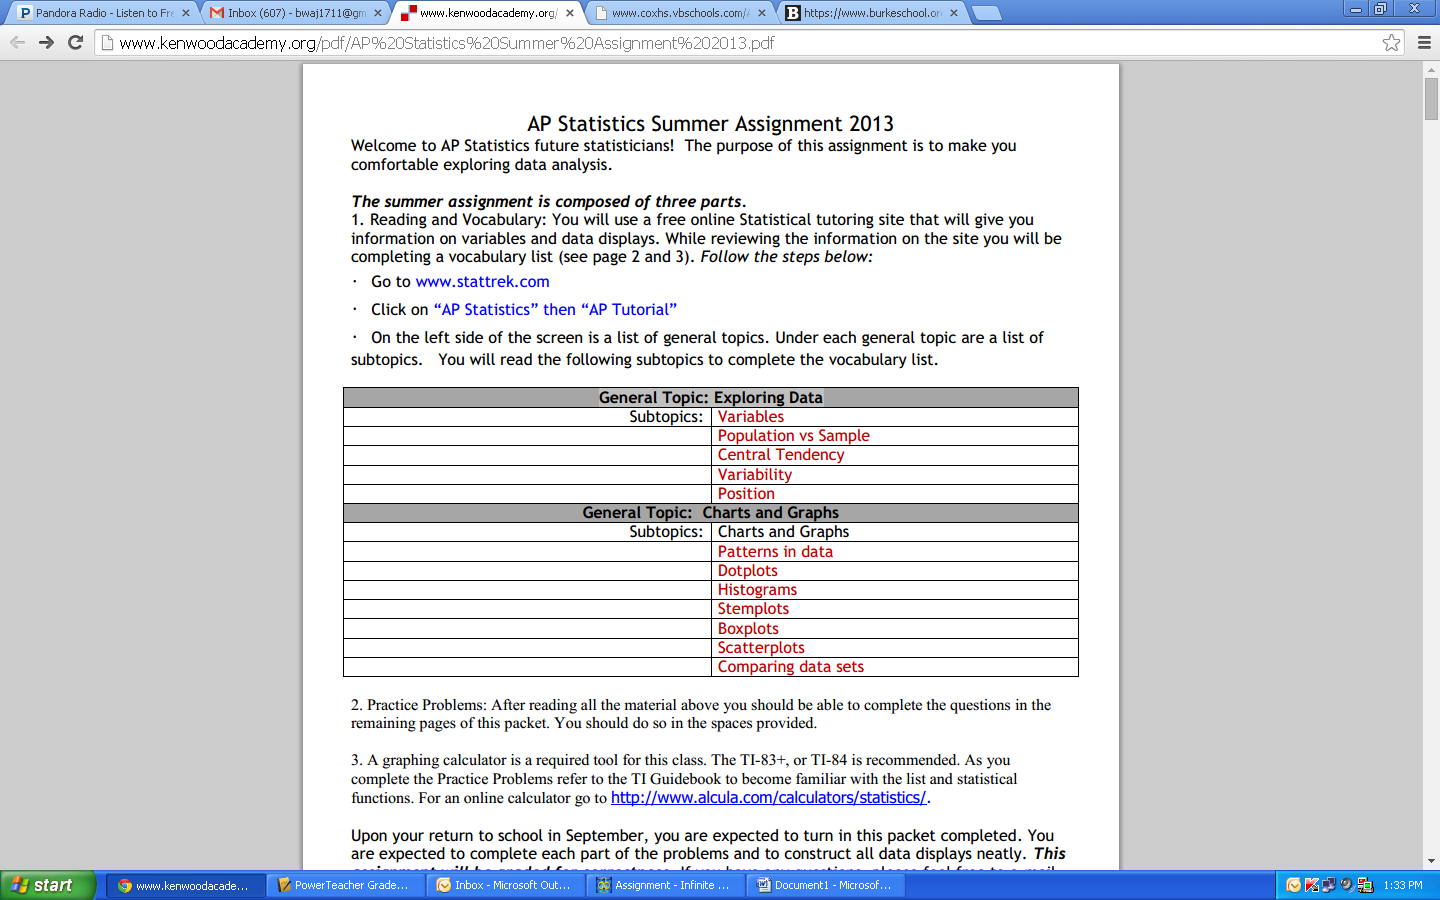 Pandora Radio - Listen to Fre
Inbox (607) - bwaj1711@gm
www.kenwoodacademy.org/
www.coxhs.vbschools.com/
https://www.burkeschool.or
www.kenwoodacademy.org/pdf/AP%20Statistics%20Summer%20Assignment%202013.pdf
AP Statistics Summer Assignment 2013
Welcome to AP Statistics future statisticians!  The purpose of this assignment is to make you
comfortable exploring data analysis.
The summer assignment is composed of three parts.
1. Reading and Vocabulary: You will use a free online Statistical tutoring site that will give you
information on variables and data displays. While reviewing the information on the site you will be
completing a vocabulary list (see page 2 and 3). Follow the steps below:
· Go to www.stattrek.com
· Click on “AP Statistics” then “AP Tutorial”
· On the left side of the screen is a list of general topics. Under each general topic are a list of
subtopics.   You will read the following subtopics to complete the vocabulary list.
General Topic: Exploring Data
Subtopics: Variables
Population vs Sample
Central Tendency
Variability
Position
General Topic:  Charts and Graphs
Subtopics: Charts and Graphs
Patterns in data
Dotplots
Histograms
Stemplots
Boxplots
Scatterplots
Comparing data sets
2. Practice Problems: After reading all the material above you should be able to complete the questions in the
remaining pages of this packet. You should do so in the spaces provided.
3. A graphing calculator is a required tool for this class. The TI-83+, or TI-84 is recommended. As you
complete the Practice Problems refer to the TI Guidebook to become familiar with the list and statistical
functions. For an online calculator go to http://www.alcula.com/calculators/statistics/.
Upon your return to school in September, you are expected to turn in this packet completed. You
are expected to complete each part of the problems and to construct all data displays neatly. This
start
www.kenwoodacade...
PowerTeacher Grade...
Inbox - Microsoft Out...
Assignment - Infinite ...
Document1 - Microsof...
1:33 PM